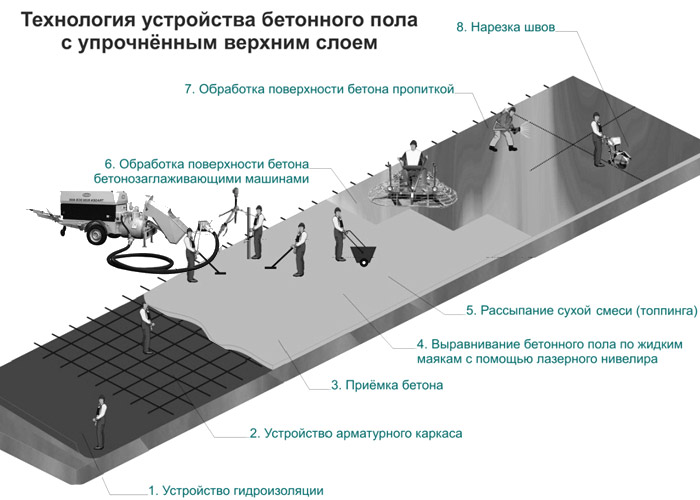 Технология устройства бетонного пола
с упрочнённым верхним слоем
8. Нарезка швов
7. Обработка поверхности бетона пропиткой
6. Обработка поверхности бетона
бетонозаглаживающими машинами
5. Рассыпание сухой смеси (топпинга)
4. Выравнивание бетонного пола по жидким
маякам с помощью лазерного нивелира
3. Приёмка бетона
2. Устройство арматурного каркаса
1. Устройство гидроизоляции